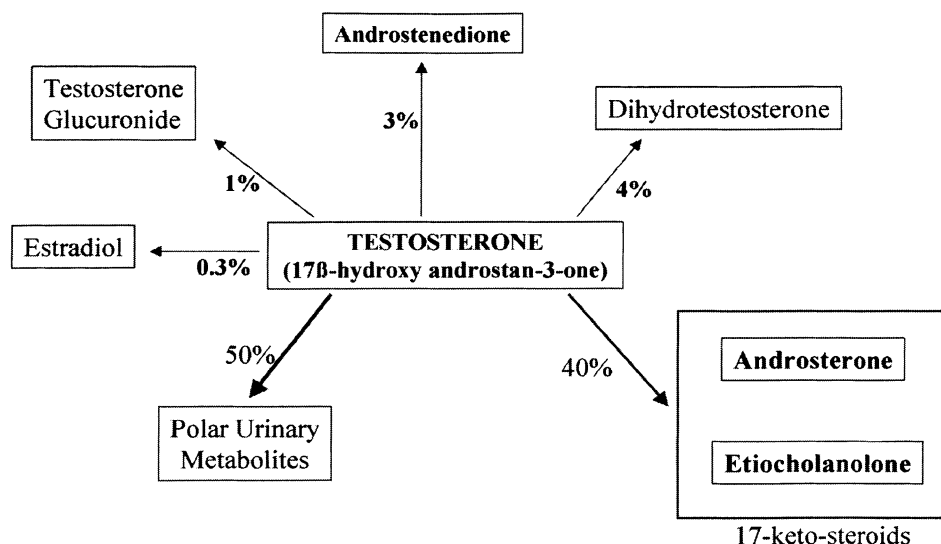 Androstenedione
Testosterone
Glucuronide
Dihydrotestosterone
3%
1%
4%
Estradiol
0.3%
TESTOSTERONE
(17ß-hydroxy androstan-3-one)
50%
40%
Androsterone
Polar Urinary
Metabolites
Etiocholanolone
17-keto-steroids